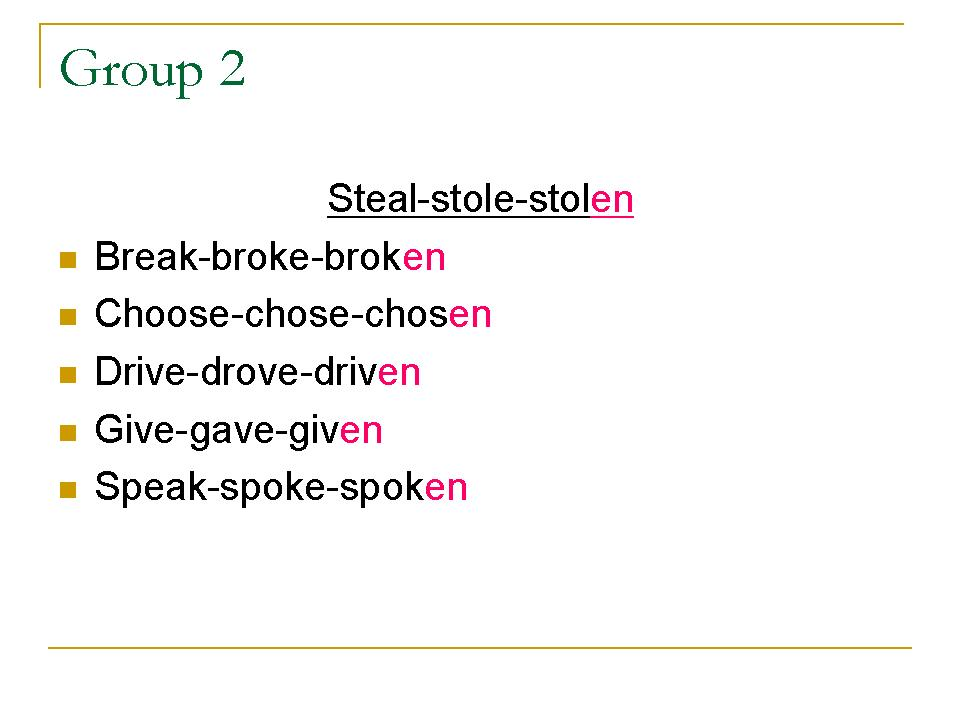 Group 2
Steal-stole-stolen
Break-broke-broken
Choose-chose-chosen
Drive-drove-driven
Give-gave-given
Speak-spoke-spoken